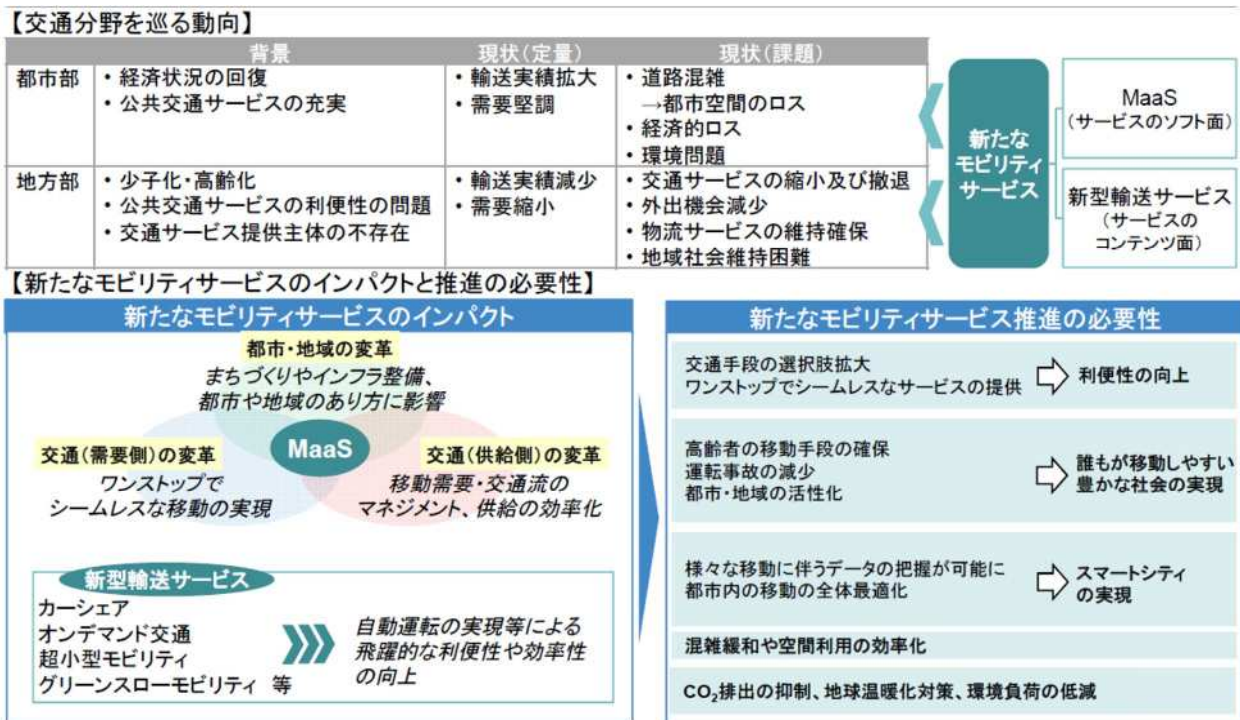 【交通分野を巡る動向】
背景 現状(定量) 現状(課題)
都市部
・経済状況の回復
・公共交通サービスの充実
・輸送実績拡大
・需要堅調
・道路混雑
→都市空間のロス
・経済的ロス
・環境問題
地方部
・少子化・高齢化
・公共交通サービスの利便性の問題
・交通サービス提供主体の不存在
・輸送実績減少
・需要縮小
・交通サービスの縮小及び撤退
・外出機会減少
・物流サービスの維持確保
・地域社会維持困難
新たな
モビリティ
サービス
MaaS
(サービスのソフト面)
新型輸送サービス
(サービスの
コンテンツ面)
【新たなモビリティサービスのインパクトと推進の必要性】
新たなモビリティサービスのインパクト
都市・地域の変革
まちづくりやインフラ整備、
都市や地域のあり方に影響
MaaS
交通(需要側)の変革
ワンストップで
シームレスな移動の実現
交通(供給側)の変革
移動需要・交通流の
マネジメント、供給の効率化
新型輸送サービス
カーシェア
オンデマンド交通
超小型モビリティ
グリーンスローモビリティ 等
自動運転の実現等による
飛躍的な利便性や効率性
の向上
新たなモビリティサービス推進の必要性
交通手段の選択肢拡大
ワンストップでシームレスなサービスの提供
利便性の向上
高齢者の移動手段の確保
運転事故の減少
都市・地域の活性化
誰もが移動しやすい
豊かな社会の実現
様々な移動に伴うデータの把握が可能に
都市内の移動の全体最適化
スマートシティ
の実現
混雑緩和や空間利用の効率化
CO₂排出の抑制、地球温暖化対策、環境負荷の低減